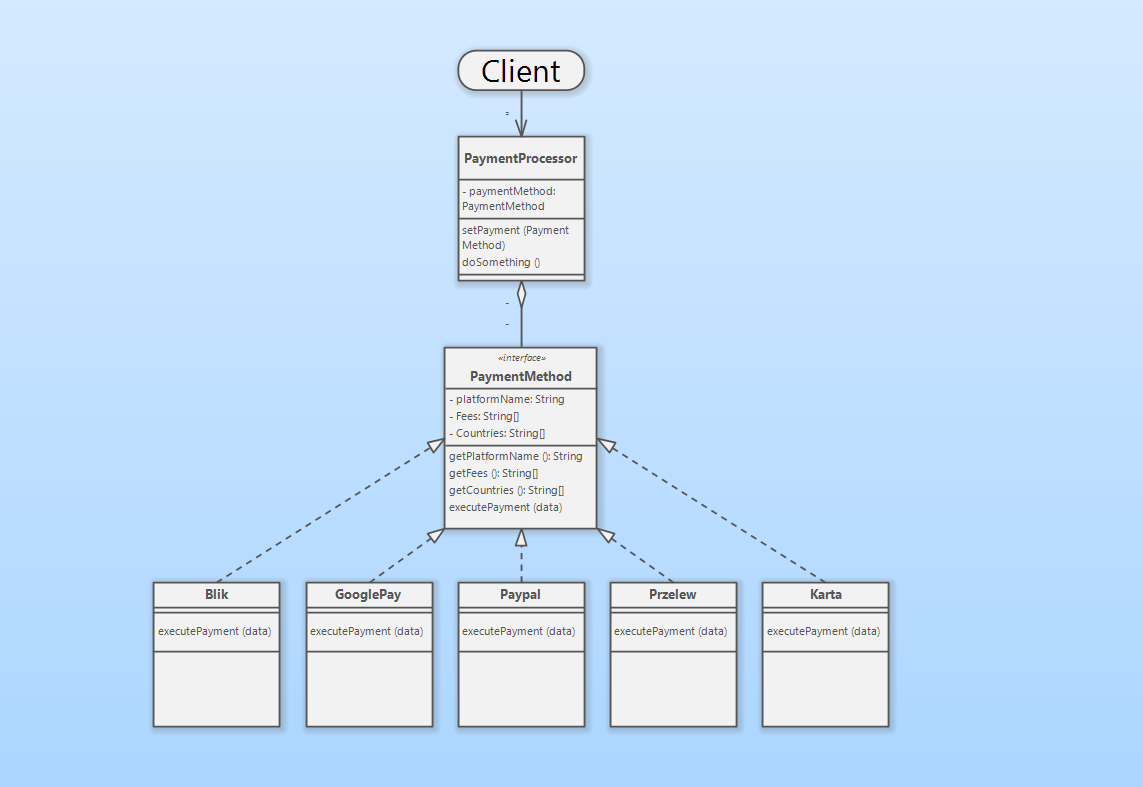 Client
PaymentProcessor
- paymentMethod:
PaymentMethod
setPayment (Payment
Method)
doSomething ()
«interface»
PaymentMethod
- platformName: String
- Fees: String[]
- Countries: String[]
getPlatformName (): String
getFees (): String[]
getCountries (): String[]
executePayment (data)
Blik
executePayment (data)
GooglePay
executePayment (data)
Paypal
executePayment (data)
Przelew
executePayment (data)
Karta
executePayment (data)